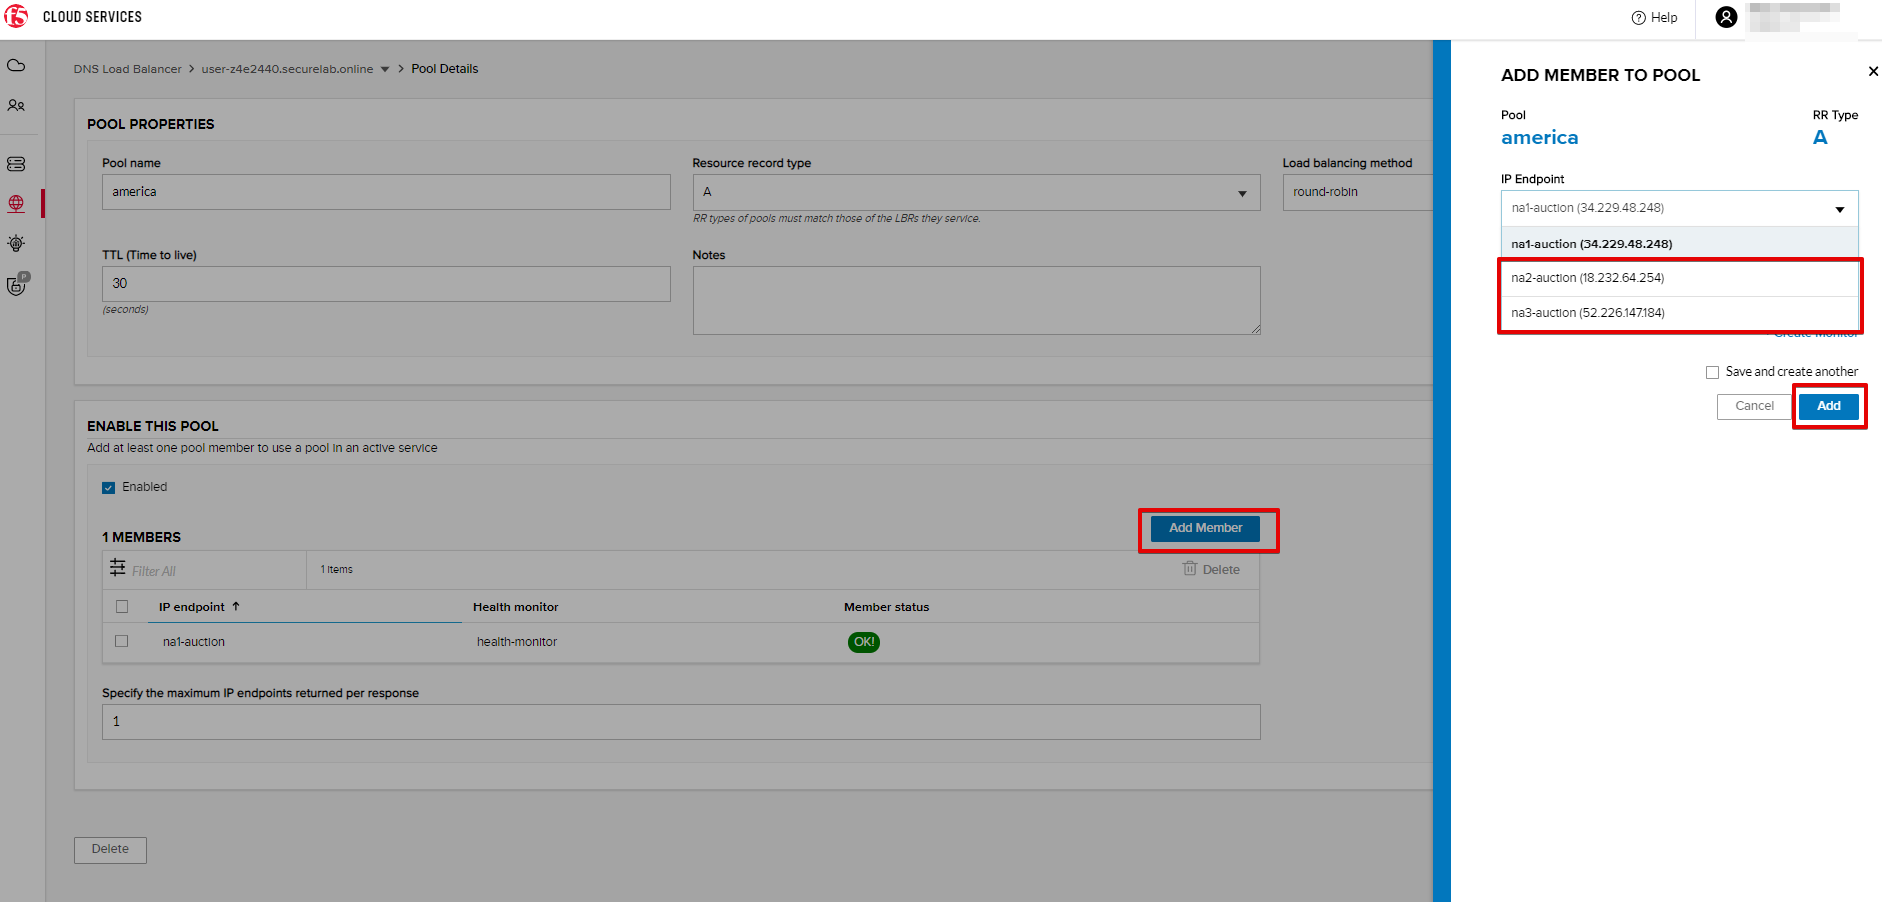 f5 CLOUD SERVICES
Help
DNS Load Balancer > user-z4e2440.securelab.online > Pool Details
POOL PROPERTIES
Pool name
america
Resource record type
A
RR types of pools must match those of the LBRs they service.
Load balancing method
round-robin
TTL (Time to live)
30
(seconds)
Notes
ENABLE THIS POOL
Add at least one pool member to use a pool in an active service
Enabled
Add Member
1 MEMBERS
Filter All
1 Items
Delete
IP endpoint Health monitor Member status
na1-auction health-monitor OK!
Specify the maximum IP endpoints returned per response
1
Delete
P
ADD MEMBER TO POOL
Pool
america
RR Type
A
IP Endpoint
na1-auction (34.229.48.248)
na1-auction (34.229.48.248)
na2-auction (18.232.64.254)
na3-auction (52.226.147.184)
Create Monitor
Save and create another
Cancel
Add